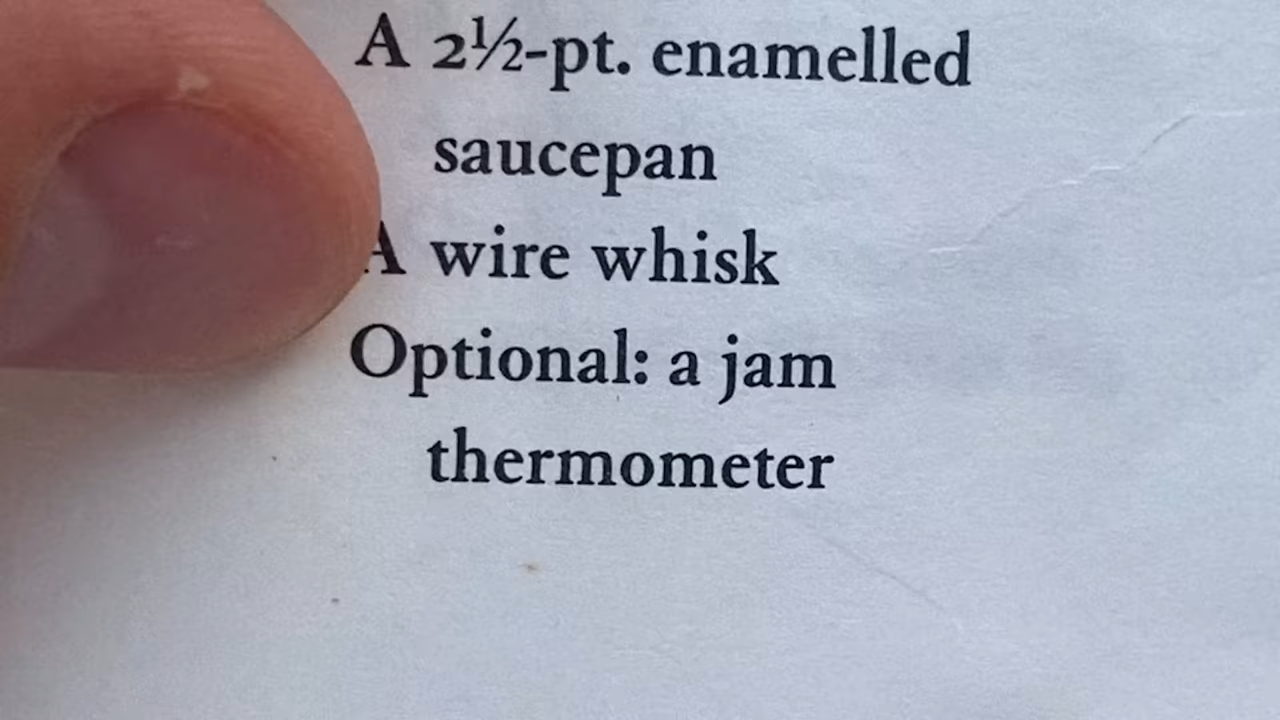 A 2½-pt. enamelled
saucepan
A wire whisk
Optional: a jam
thermometer